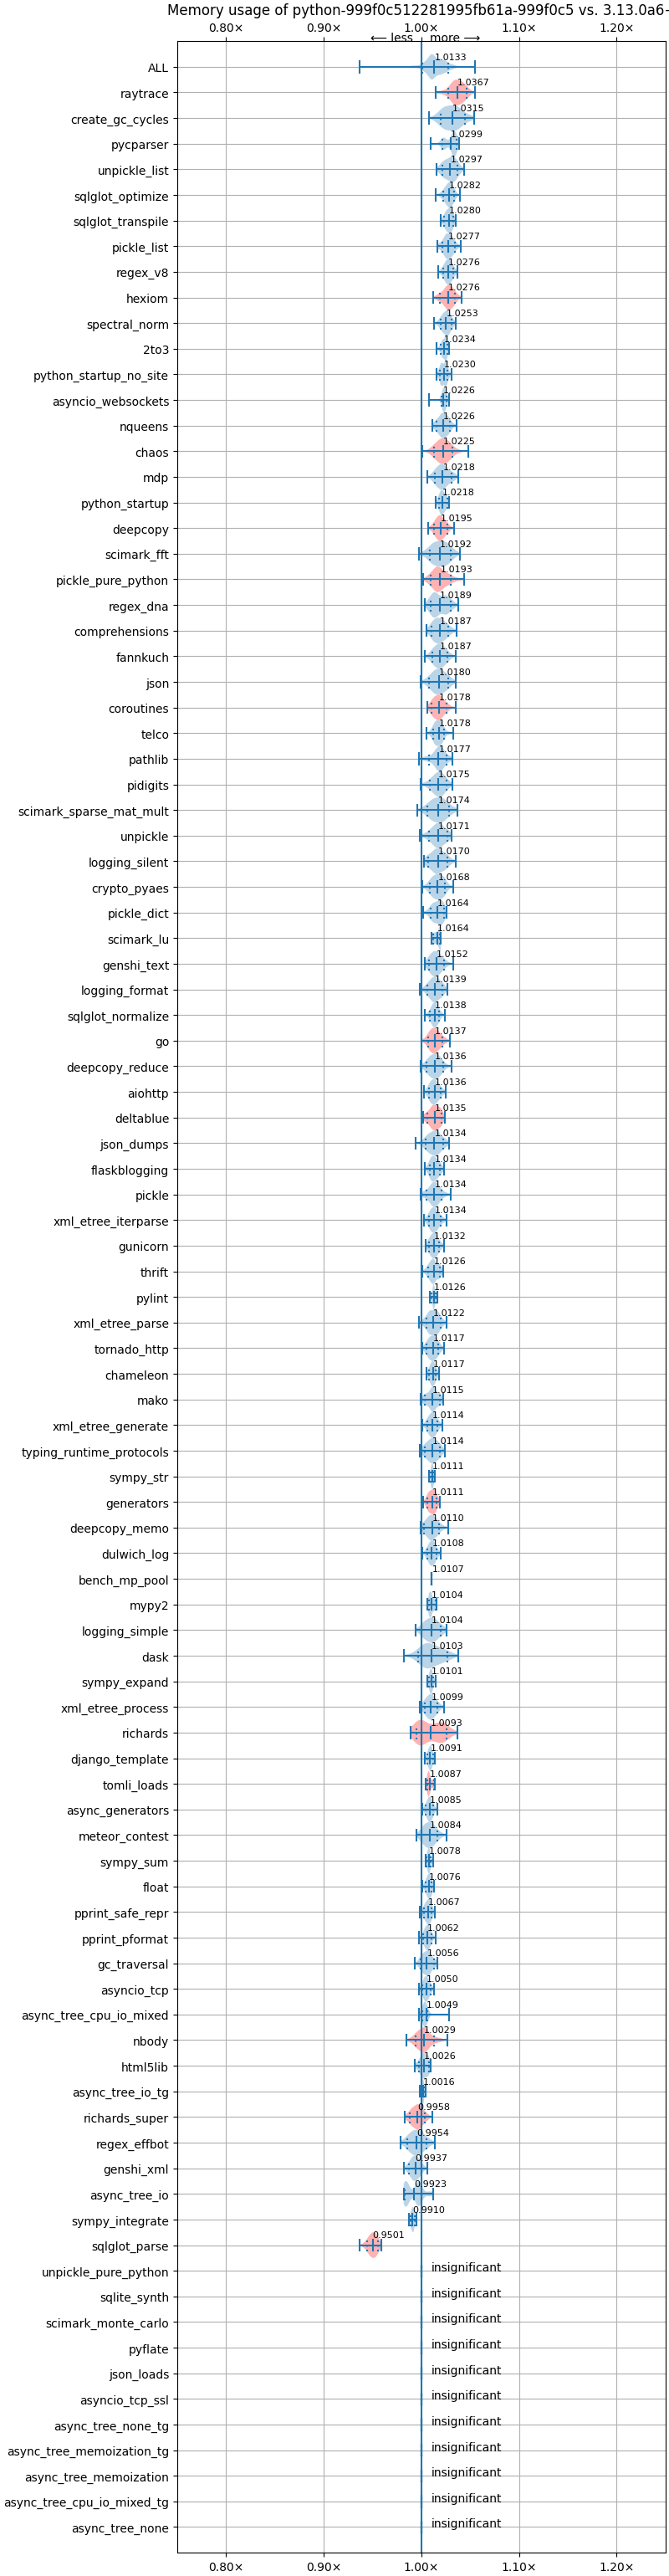 Memory usage of python-999f0c512281995fb61a-999f0c5 vs. 3.13.0a6-
0.80× 0.90× 1.00× 1.10× 1.20×
⟵ less more ⟶
ALL 1.0133
raytrace 1.0367
create_gc_cycles 1.0315
pycparser 1.0299
unpickle_list 1.0297
sqlglot_optimize 1.0282
sqlglot_transpile 1.0280
pickle_list 1.0277
regex_v8 1.0276
hexiom 1.0276
spectral_norm 1.0253
2to3 1.0234
python_startup_no_site 1.0230
asyncio_websockets 1.0226
nqueens 1.0226
chaos 1.0225
mdp 1.0218
python_startup 1.0218
deepcopy 1.0195
scimark_fft 1.0192
pickle_pure_python 1.0193
regex_dna 1.0189
comprehensions 1.0187
fannkuch 1.0187
json 1.0180
coroutines 1.0178
telco 1.0178
pathlib 1.0177
pidigits 1.0175
scimark_sparse_mat_mult 1.0174
unpickle 1.0171
logging_silent 1.0170
crypto_pyaes 1.0168
pickle_dict 1.0164
scimark_lu 1.0164
genshi_text 1.0152
logging_format 1.0139
sqlglot_normalize 1.0138
go 1.0137
deepcopy_reduce 1.0136
aiohttp 1.0136
deltablue 1.0135
json_dumps 1.0134
flaskblogging 1.0134
pickle 1.0134
xml_etree_iterparse 1.0134
gunicorn 1.0132
thrift 1.0126
pylint 1.0126
xml_etree_parse 1.0122
tornado_http 1.0117
chameleon 1.0117
mako 1.0115
xml_etree_generate 1.0114
typing_runtime_protocols 1.0114
sympy_str 1.0111
generators 1.0111
deepcopy_memo 1.0110
dulwich_log 1.0108
bench_mp_pool 1.0107
mypy2 1.0104
logging_simple 1.0104
dask 1.0103
sympy_expand 1.0101
xml_etree_process 1.0099
richards 1.0093
django_template 1.0091
tomli_loads 1.0087
async_generators 1.0085
meteor_contest 1.0084
sympy_sum 1.0078
float 1.0076
pprint_safe_repr 1.0067
pprint_pformat 1.0062
gc_traversal 1.0056
asyncio_tcp 1.0050
async_tree_cpu_io_mixed 1.0049
nbody 1.0029
html5lib 1.0026
async_tree_io_tg 1.0016
richards_super 0.9958
regex_effbot 0.9954
genshi_xml 0.9937
async_tree_io 0.9923
sympy_integrate 0.9910
sqlglot_parse 0.9501
unpickle_pure_python insignificant
sqlite_synth insignificant
scimark_monte_carlo insignificant
pyflate insignificant
json_loads insignificant
asyncio_tcp_ssl insignificant
async_tree_none_tg insignificant
async_tree_memoization_tg insignificant
async_tree_memoization insignificant
async_tree_cpu_io_mixed_tg insignificant
async_tree_none insignificant
0.80× 0.90× 1.00× 1.10× 1.20×